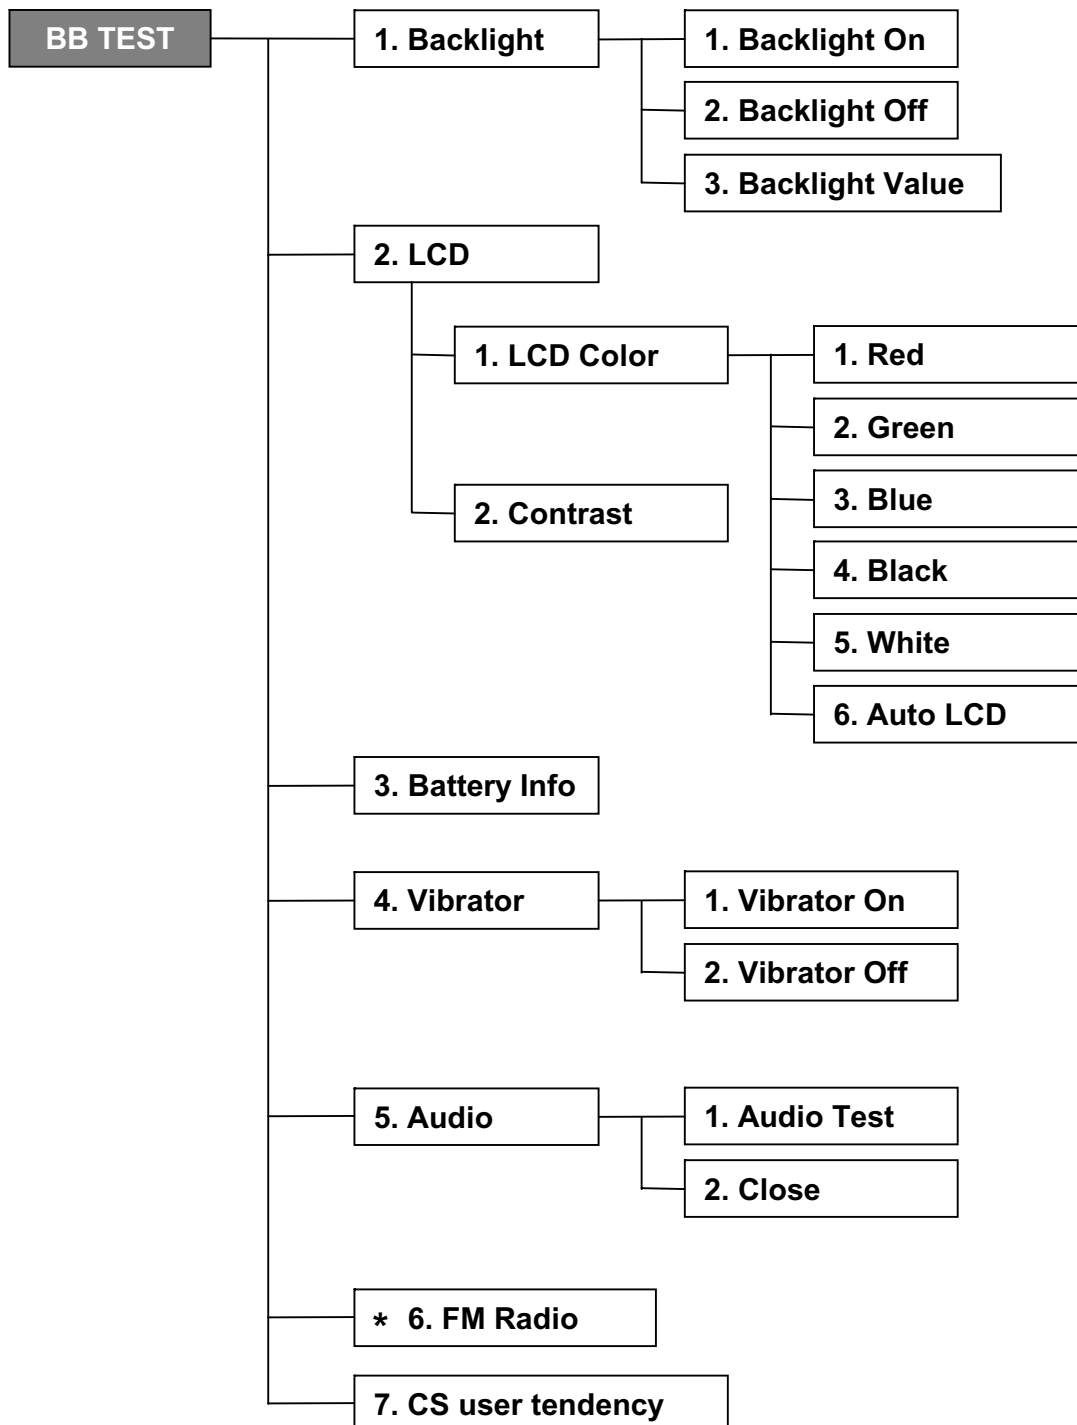 BB TEST
1. Backlight
1. Backlight On
2. Backlight Off
3. Backlight Value
2. LCD
1. LCD Color
1. Red
2. Green
3. Blue
4. Black
5. White
6. Auto LCD
2. Contrast
3. Battery Info
4. Vibrator
1. Vibrator On
2. Vibrator Off
5. Audio
1. Audio Test
2. Close
* 6. FM Radio
7. CS user tendency